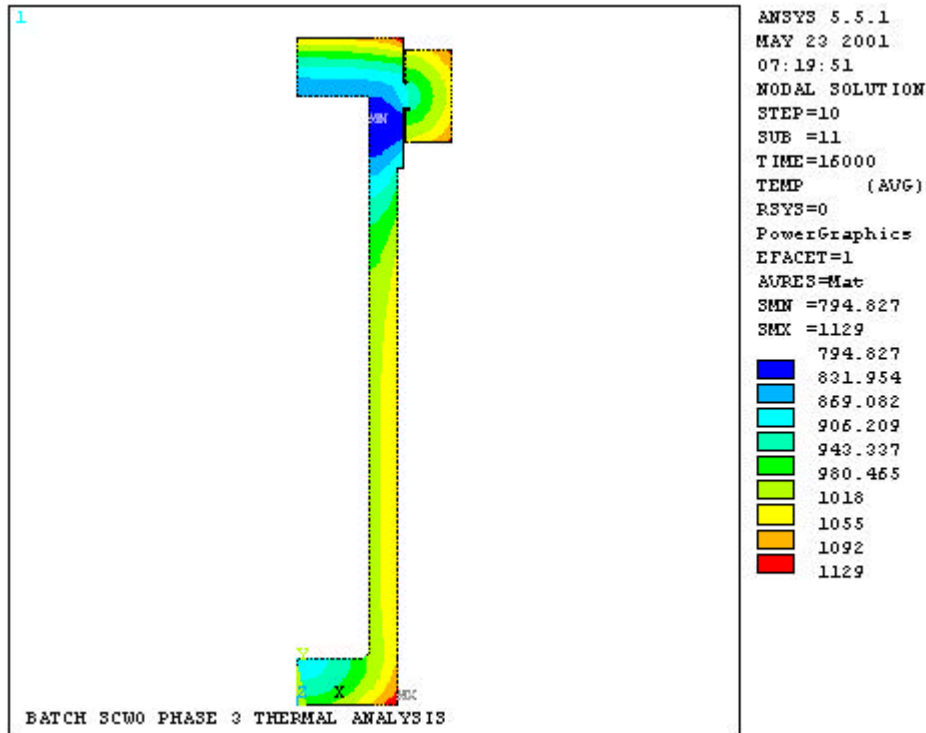 1
ANSYS 5.5.1
MAY 23 2001
07:19:51
NODAL SOLUTION
STEP=10
SUB =11
TIME=16000
TEMP (AVG)
RSYS=0
PowerGraphics
EFACET=1
AVRES=Mat
SMN =794.827
SMX =1129
794.827
831.954
869.082
906.209
943.337
980.465
1018
1055
1092
1129
MN
Y
Z
X
MX
BATCH SCWO PHASE 3 THERMAL ANALYSIS